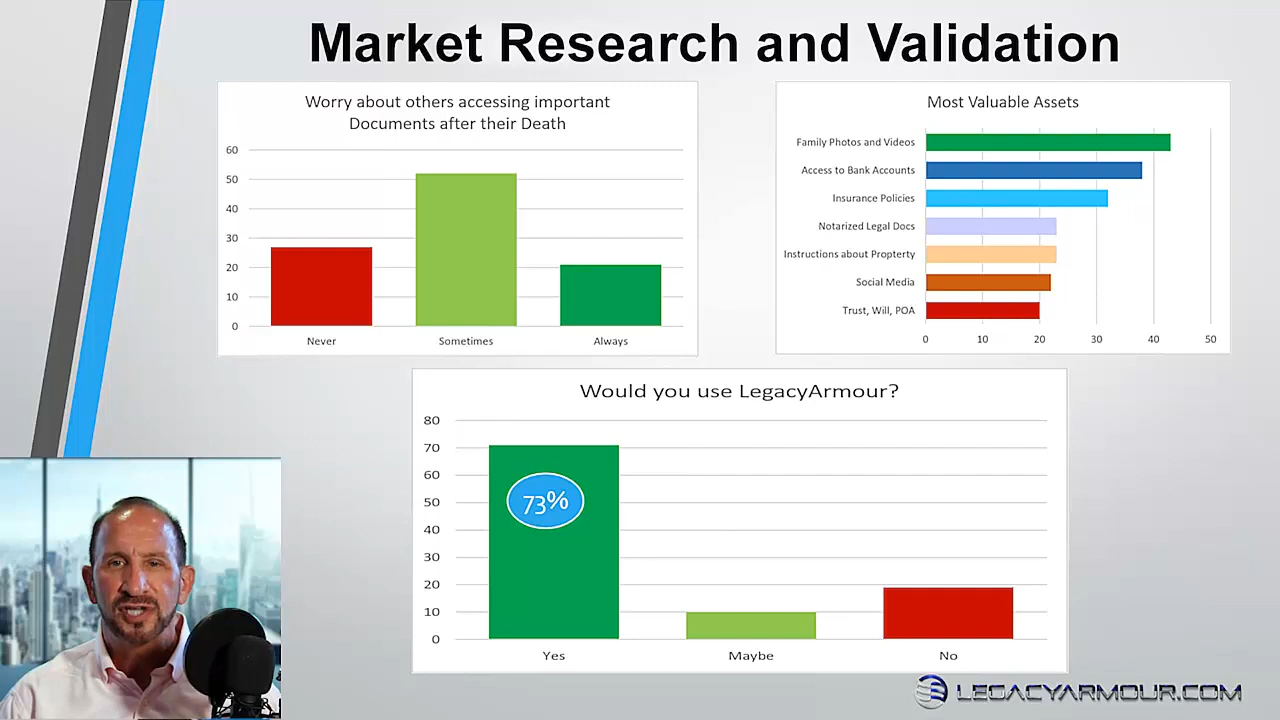 Market Research and Validation
Worry about others accessing important
Documents after their Death
60
50
40
30
20
10
0
Never
Sometimes
Always
Most Valuable Assets
Family Photos and Videos
Access to Bank Accounts
Insurance Policies
Notarized Legal Docs
Instructions about Propterty
Social Media
Trust, Will, POA
0
10
20
30
40
50
Would you use LegacyArmour?
80
70
60
50
40
30
20
10
0
73%
Yes
Maybe
No
LEGACYARMOUR.COM